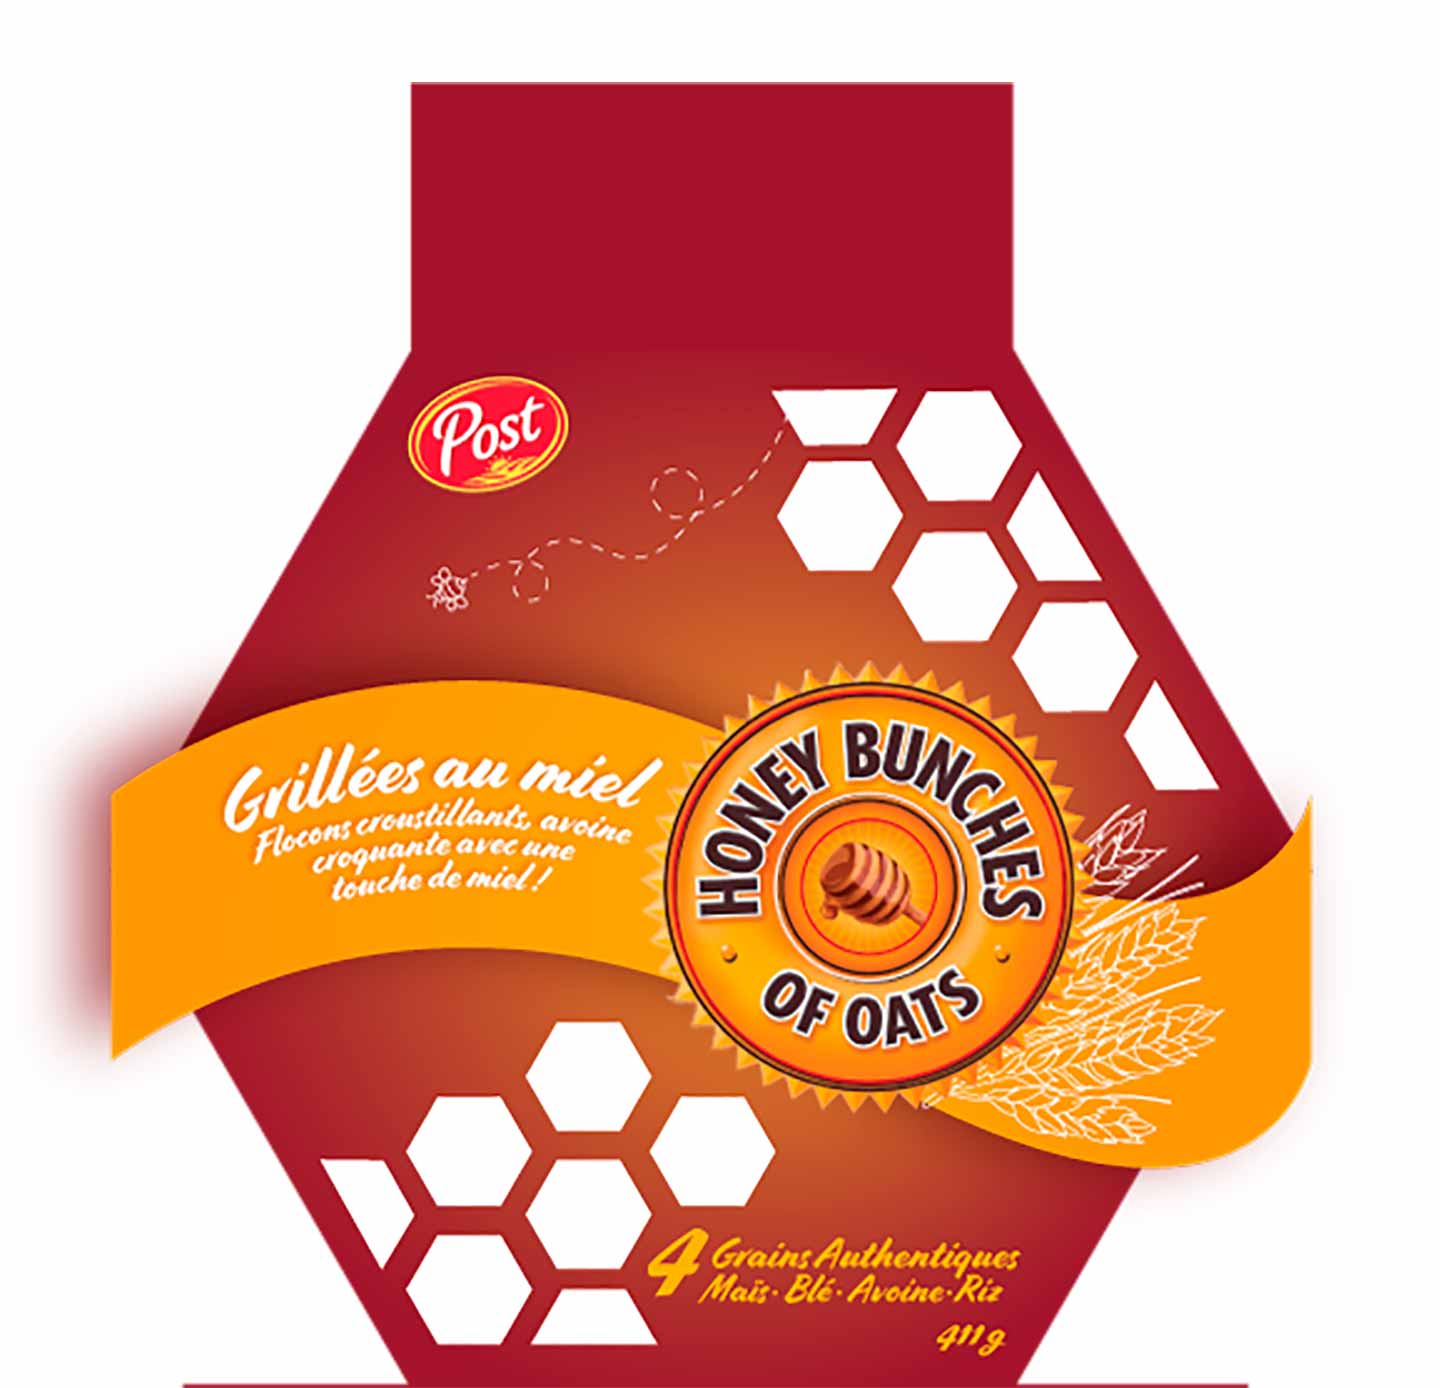 Post
Grillées au miel
Flocons croustillants, avoine
croquante avec une
touche de miel!
HONEY BUNCHES
OF OATS
4 Grains Authentiques
Maïs · Blé · Avoine · Riz
411g